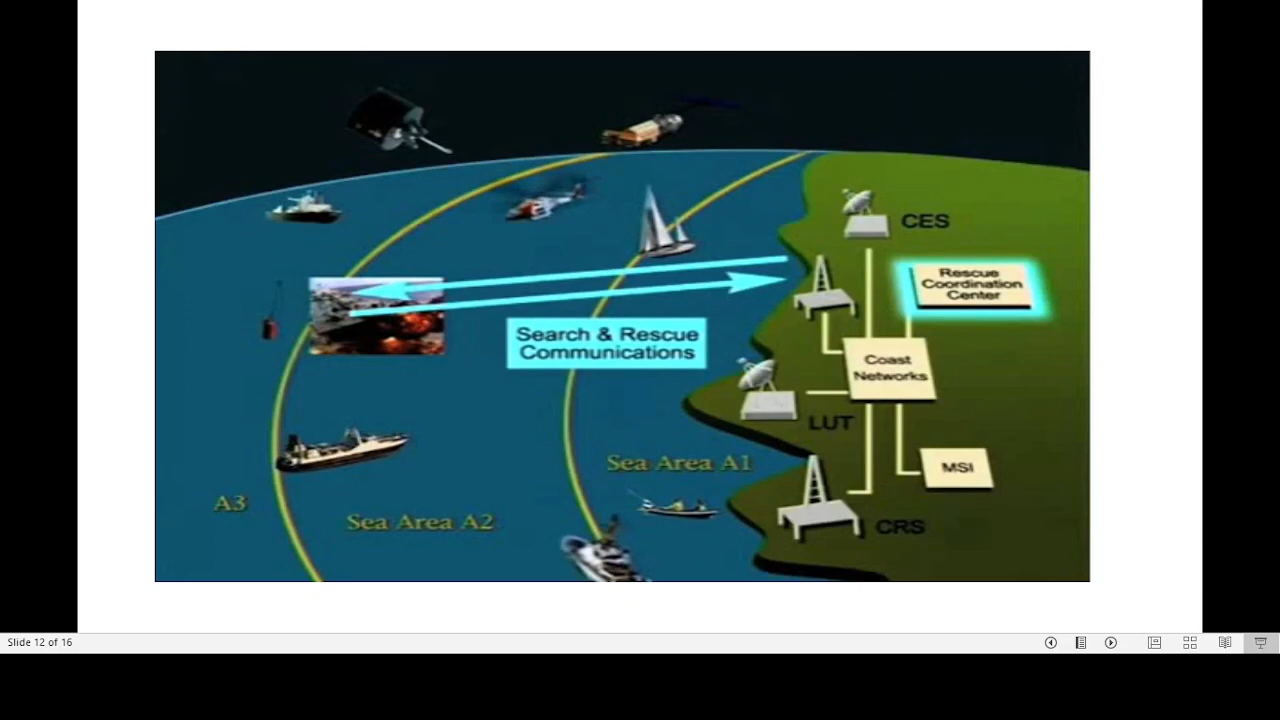 CES
Rescue
Coordination
Center
Search & Rescue
Communications
Coast
Networks
LUT
Sea Area A1
MSI
A3
Sea Area A2
CRS
Slide 12 of 16